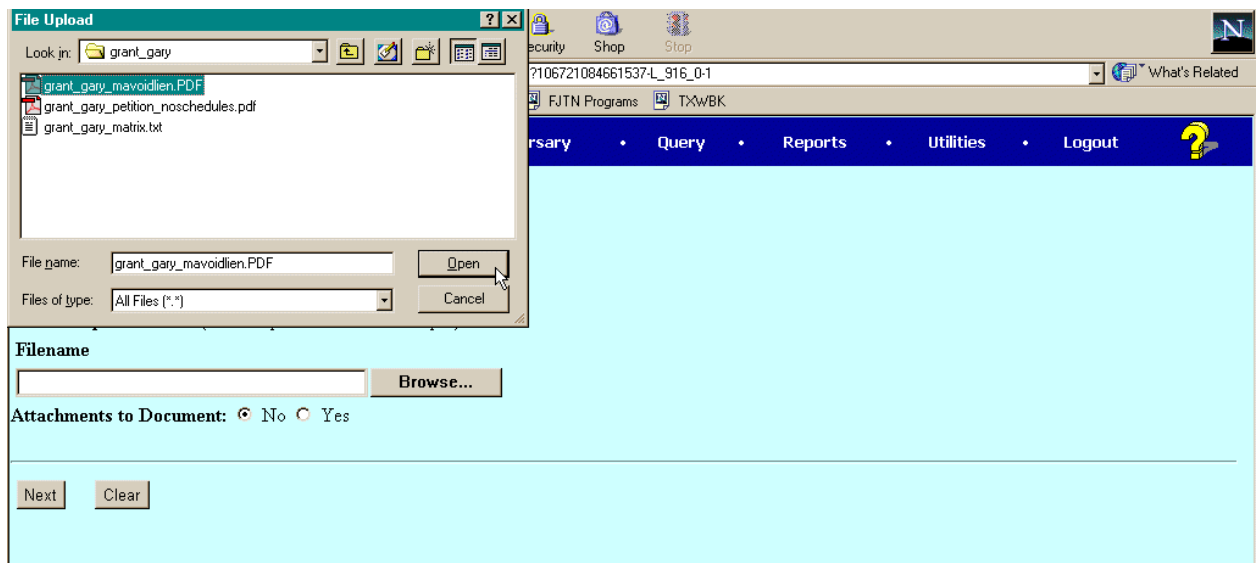 File Upload
Look in: grant_gary
grant_gary_mavoidlien.PDF
grant_gary_petition_noschedules.pdf
grant_gary_matrix.txt
File name: grant_gary_mavoidlien.PDF Open
Files of type: All Files (*.*) Cancel
ecurity Shop Stop N
?106721084661537-L_916_0-1 What's Related
FJTN Programs TXWBK
rsary • Query • Reports • Utilities • Logout ?
Filename
Browse...
Attachments to Document: No Yes
Next Clear